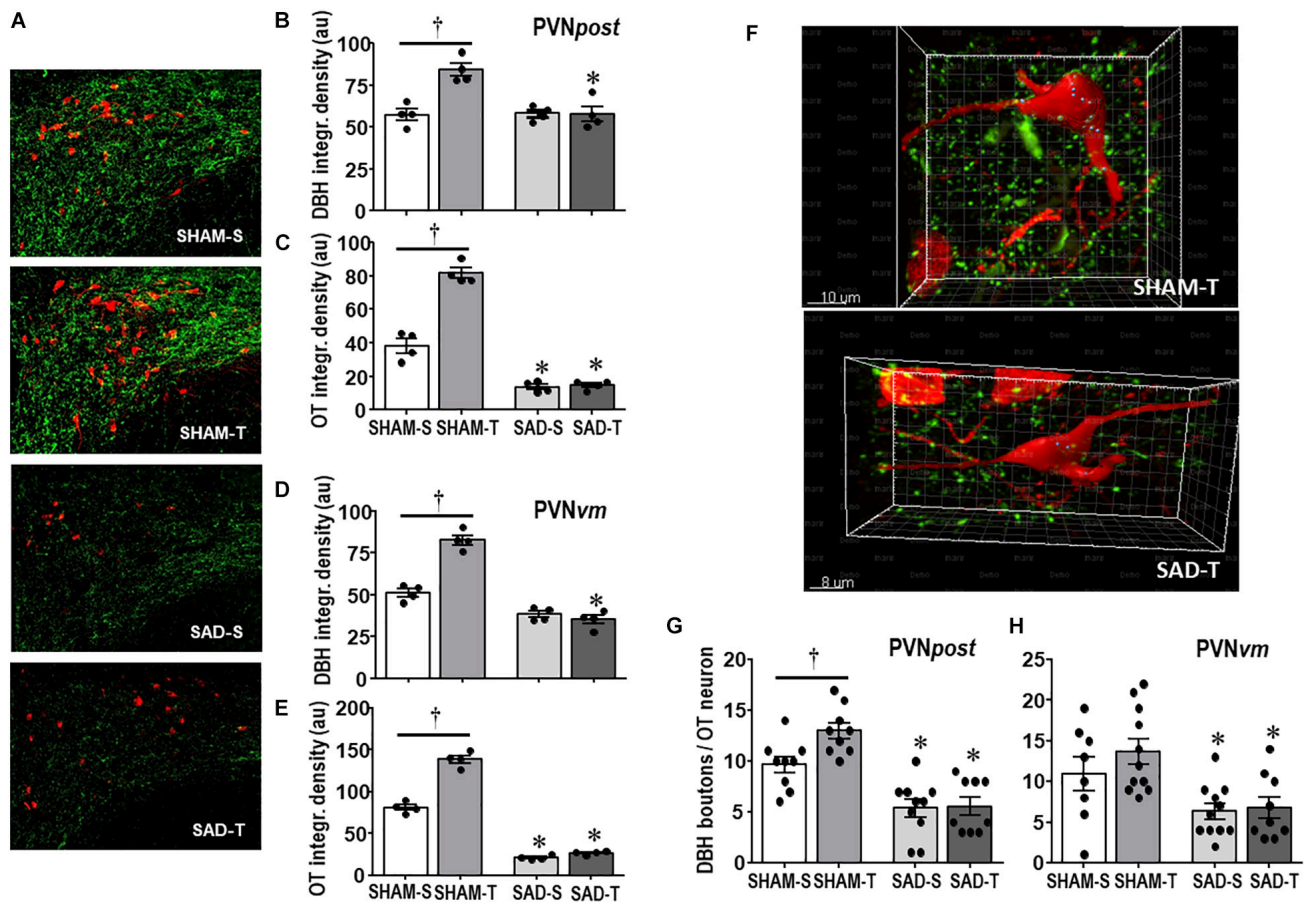 A
SHAM-S
SHAM-T
SAD-S
SAD-T
B
PVNpost
†
*
DBH integr. density (au)
100
75
50
25
0
C
†
* *
OT integr. density (au)
100
80
60
40
20
0
SHAM-S SHAM-T SAD-S SAD-T
D
PVNvm
†
*
DBH integr. density (au)
100
75
50
25
0
E
†
* *
OT integr. density (au)
200
150
100
50
0
SHAM-S SHAM-T SAD-S SAD-T
F
10 um
SHAM-T
8 um
SAD-T
G
PVNpost
†
* *
DBH boutons / OT neuron
20
15
10
5
0
SHAM-S SHAM-T SAD-S SAD-T
H
PVNvm
* *
25
20
15
10
5
0
SHAM-S SHAM-T SAD-S SAD-T